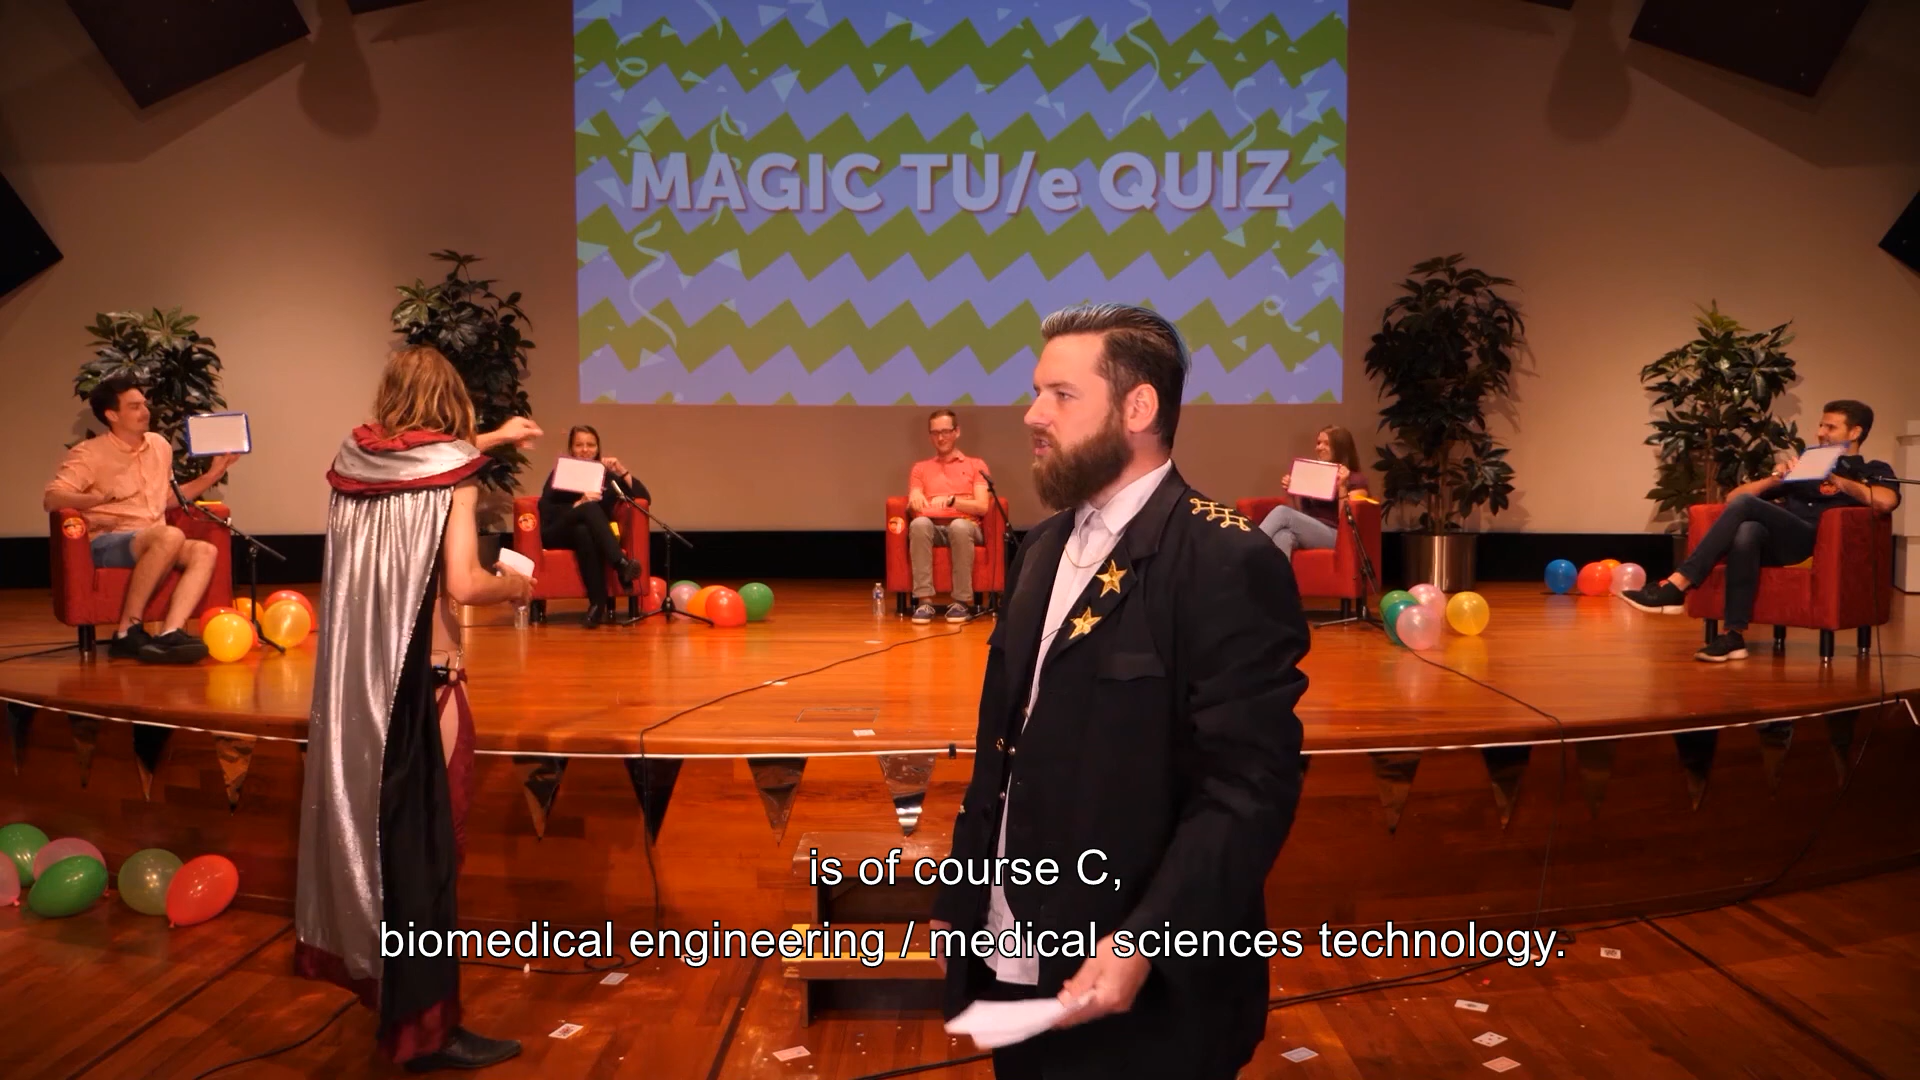 MAGIC TU/e QUIZ
is of course C,
biomedical engineering / medical sciences technology.